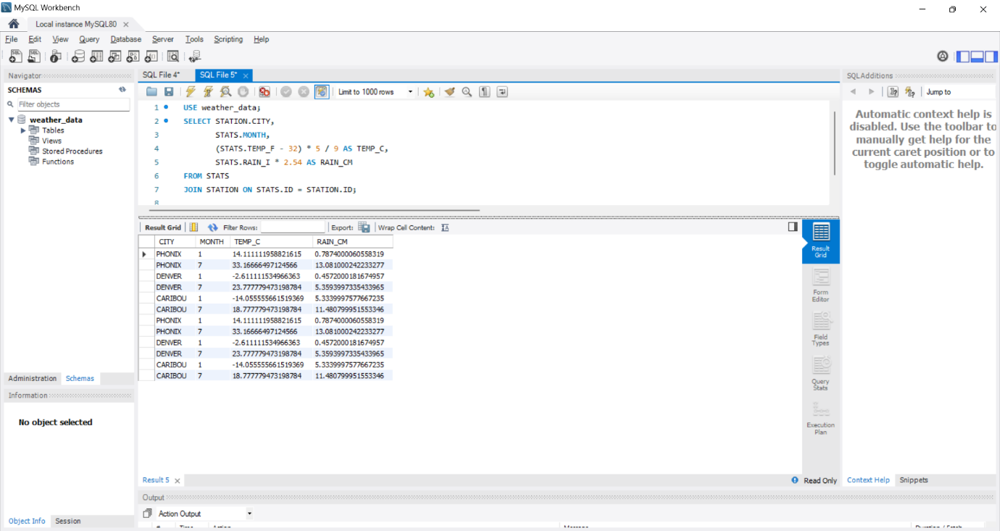 MySQL Workbench
Local instance MySQL80
File Edit View Query Database Server Tools Scripting Help
Navigator
SCHEMAS
Filter objects
weather_data
Tables
Views
Stored Procedures
Functions
Administration Schemas
Information
No object selected
Object Info Session
SQL File 4* SQL File 5*
Limit to 1000 rows
1 USE weather_data;
2 SELECT STATION.CITY,
3 STATS.MONTH,
4 (STATS.TEMP_F - 32) * 5 / 9 AS TEMP_C,
5 STATS.RAIN_I * 2.54 AS RAIN_CM
6 FROM STATS
7 JOIN STATION ON STATS.ID = STATION.ID;
8
Result Grid Filter Rows: Export: Wrap Cell Content:
CITY MONTH TEMP_C RAIN_CM
PHONIX 1 14.111111958821615 0.7874000060558319
PHONIX 7 33.16666497124566 13.081000242233277
DENVER 1 -2.611111534966363 0.4572000181674957
DENVER 7 23.777779473198784 5.3593997335433965
CARIBOU 1 -14.055555661519369 5.3339997577667235
CARIBOU 7 18.777779473198784 11.480799951553346
PHONIX 1 14.111111958821615 0.7874000060558319
PHONIX 7 33.16666497124566 13.081000242233277
DENVER 1 -2.611111534966363 0.4572000181674957
DENVER 7 23.777779473198784 5.3593997335433965
CARIBOU 1 -14.055555661519369 5.3339997577667235
CARIBOU 7 18.777779473198784 11.480799951553346
Result
Grid
Form
Editor
Field
Types
Query
Stats
Execution
Plan
Result 5
Read Only
Output
Action Output
# Time Action Message Duration / Fetch
SQLAdditions
Jump to
Automatic context help is
disabled. Use the toolbar to
manually get help for the
current caret position or to
toggle automatic help.
Context Help Snippets